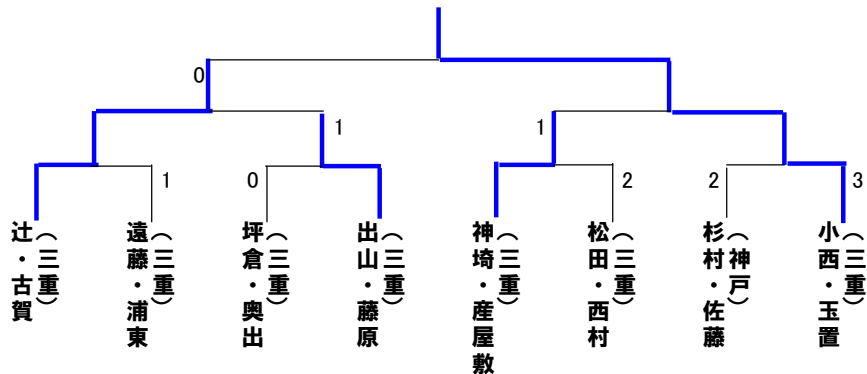 0
1
1
1
0
2
2
3
辻・古賀
(三重)
遠藤・浦東
(三重)
坪倉・奥出
(三重)
出山・藤原
(三重)
神埼・産屋敷
(三重)
松田・西村
(三重)
杉村・佐藤
(神戸)
小西・玉置
(三重)